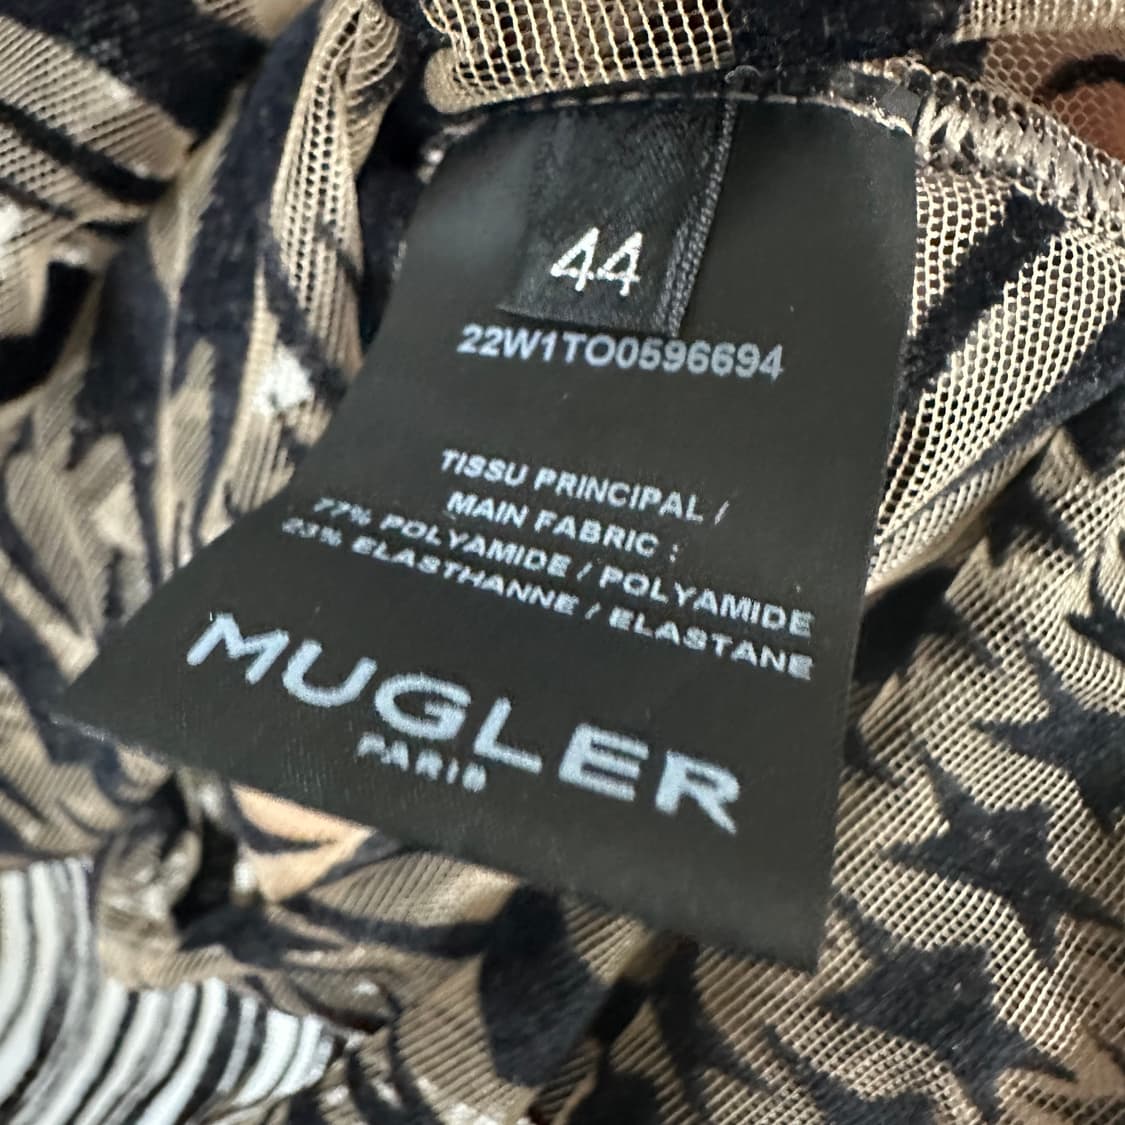 44
22W1TO0596694
TISSU PRINCIPAL /
MAIN FABRIC :
77% POLYAMIDE / POLYAMIDE
23% ELASTHANNE / ELASTANE
MUGLER
PARIS